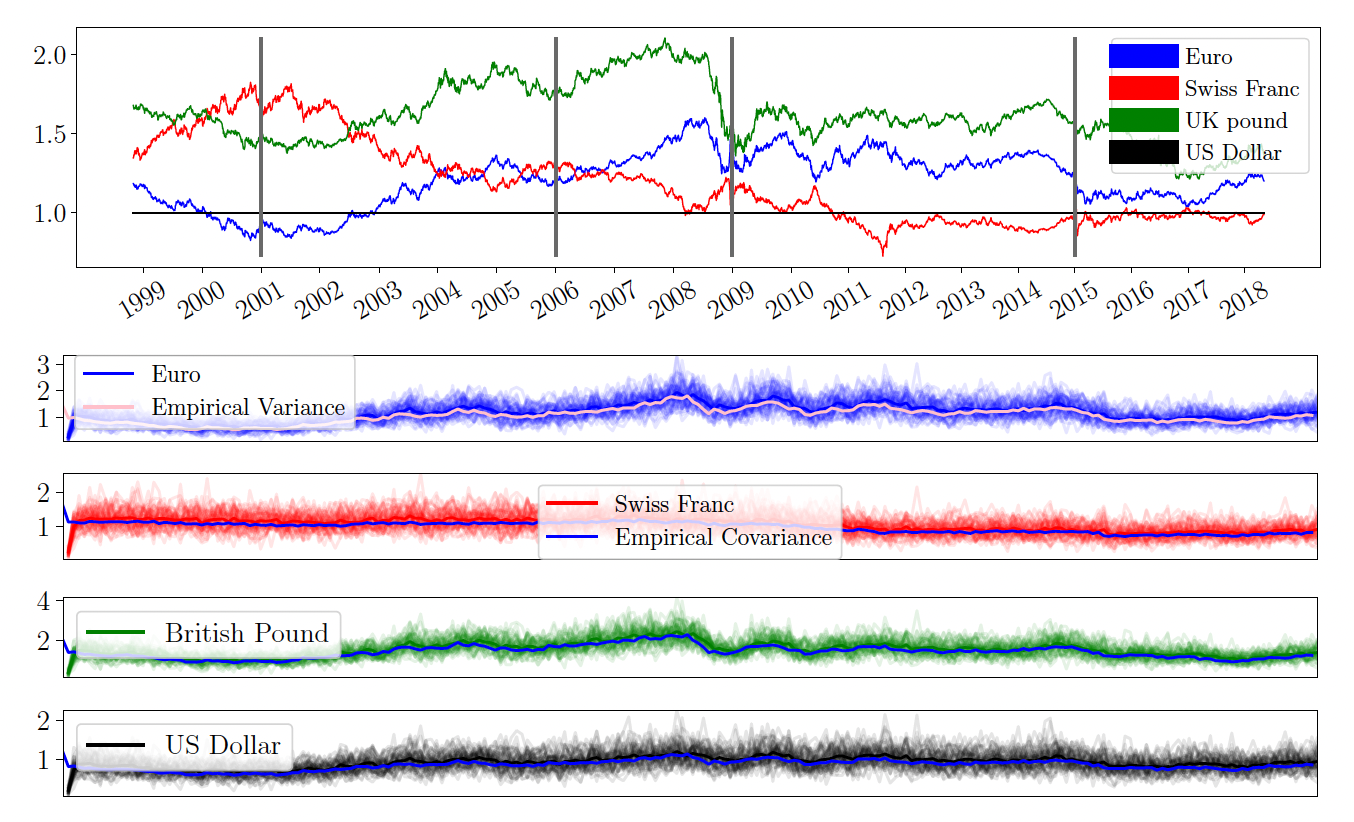 2.0
1.5
1.0
Euro
Swiss Franc
UK pound
US Dollar
1999 2000 2001 2002 2003 2004 2005 2006 2007 2008 2009 2010 2011 2012 2013 2014 2015 2016 2017 2018
3
2
1
Euro
Empirical Variance
2
1
Swiss Franc
Empirical Covariance
4
2
British Pound
2
1
US Dollar